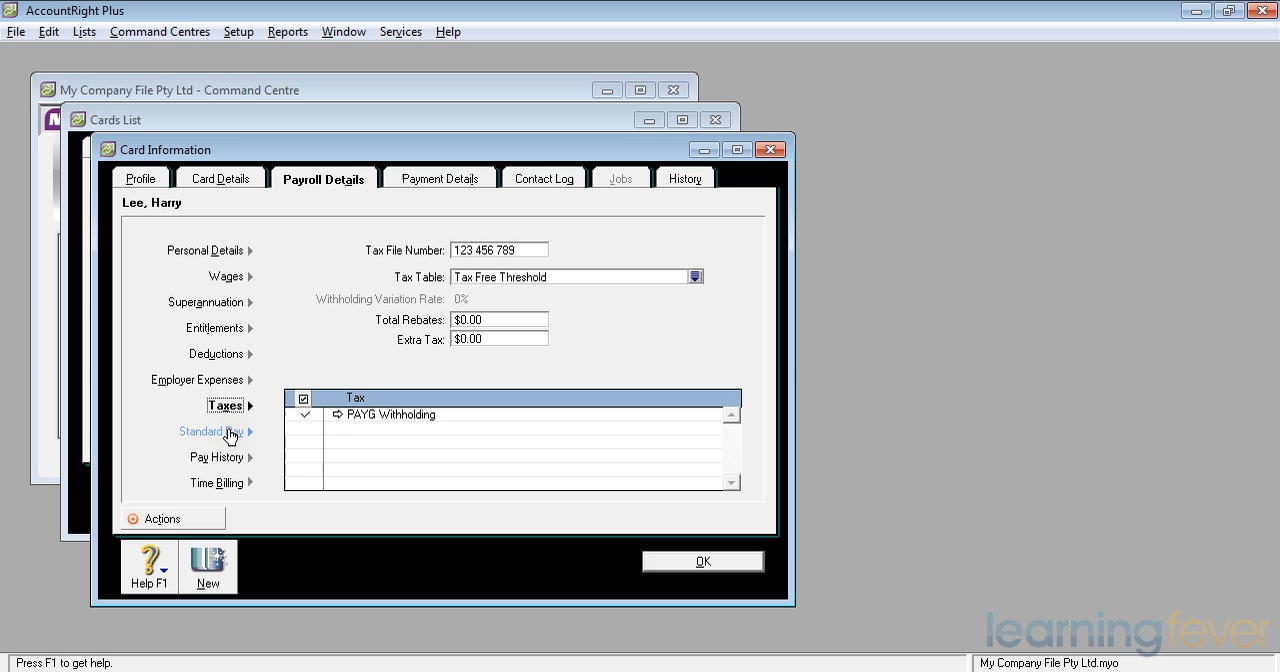 AccountRight Plus
File Edit Lists Command Centres Setup Reports Window Services Help
My Company File Pty Ltd - Command Centre
Cards List
Card Information
Profile Card Details Payroll Details Payment Details Contact Log Jobs History
Lee, Harry
Personal Details
Wages
Superannuation
Entitlements
Deductions
Employer Expenses
Taxes
Standard Pay
Pay History
Time Billing
Tax File Number: 123 456 789
Tax Table: Tax Free Threshold
Withholding Variation Rate: 0%
Total Rebates: $0.00
Extra Tax: $0.00
Tax
PAYG Withholding
Actions
Help F1 New
OK
learningfever
Press F1 to get help.
My Company File Pty Ltd.myo